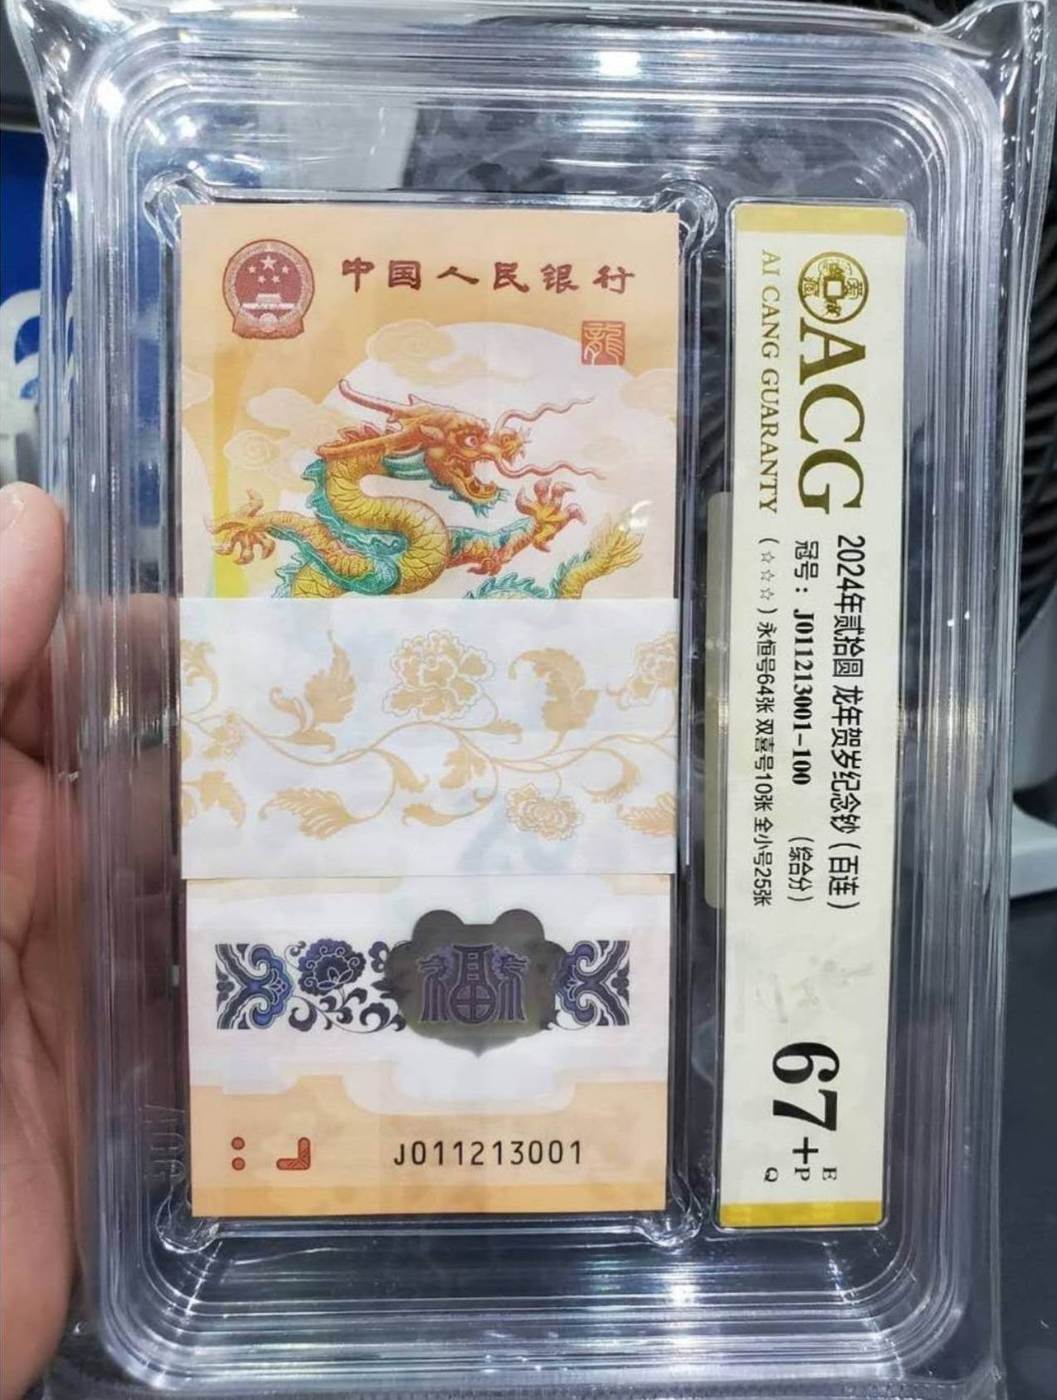 中国人民银行
龍
福
J011213001
ACG
AI CANG GUARANTY
2024年贰拾圆 龙年贺岁纪念钞（百连）
冠号：J011213001-100 （综合分）
（☆☆☆）永恒号64张 双喜号10张 全小号25张
67+
E
P
Q